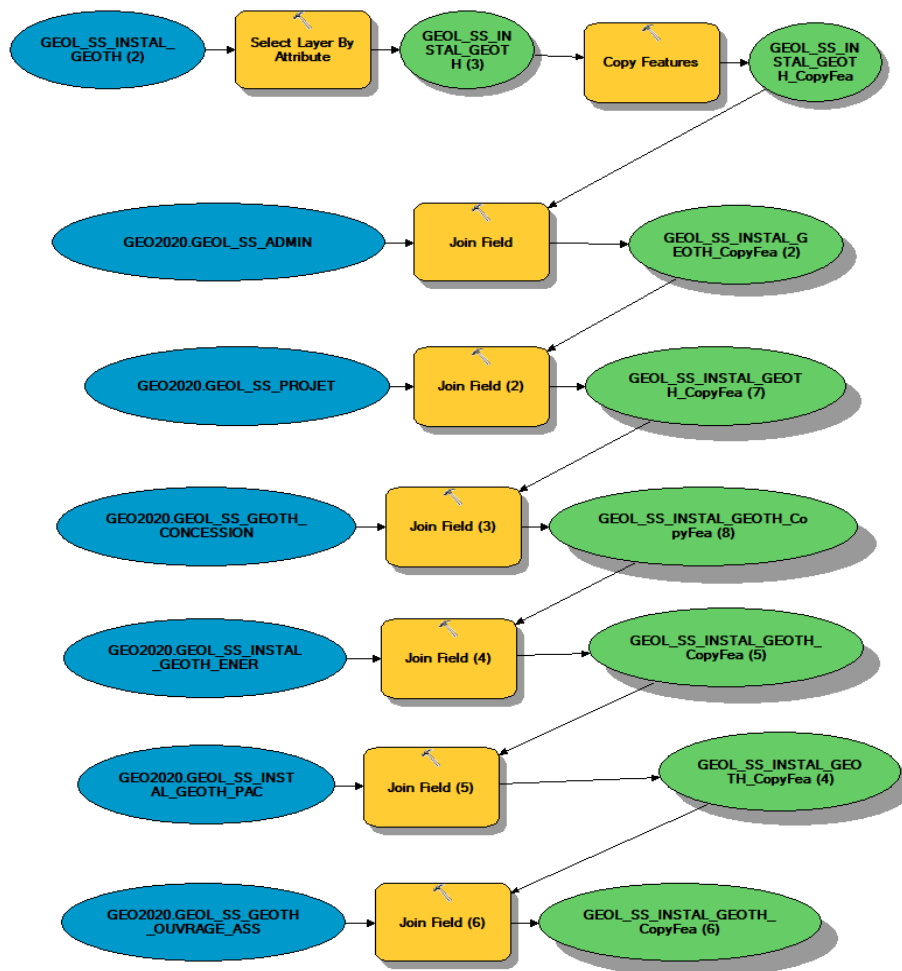 GEOL_SS_INSTAL_
GEOTH (2)
Select Layer By
Attribute
GEOL_SS_IN
STAL_GEOT
H (3)
Copy Features
GEOL_SS_IN
STAL_GEOT
H_CopyFea
GEO2020.GEOL_SS_ADMIN
Join Field
GEOL_SS_INSTAL_G
EOTH_CopyFea (2)
GEO2020.GEOL_SS_PROJET
Join Field (2)
GEOL_SS_INSTAL_GEOT
H_CopyFea (7)
GEO2020.GEOL_SS_GEOTH_
CONCESSION
Join Field (3)
GEOL_SS_INSTAL_GEOTH_Co
pyFea (8)
GEO2020.GEOL_SS_INSTAL
_GEOTH_ENER
Join Field (4)
GEOL_SS_INSTAL_GEOTH_
CopyFea (5)
GEO2020.GEOL_SS_INST
AL_GEOTH_PAC
Join Field (5)
GEOL_SS_INSTAL_GEO
TH_CopyFea (4)
GEO2020.GEOL_SS_GEOTH
_OUVRAGE_ASS
Join Field (6)
GEOL_SS_INSTAL_GEOTH_
CopyFea (6)